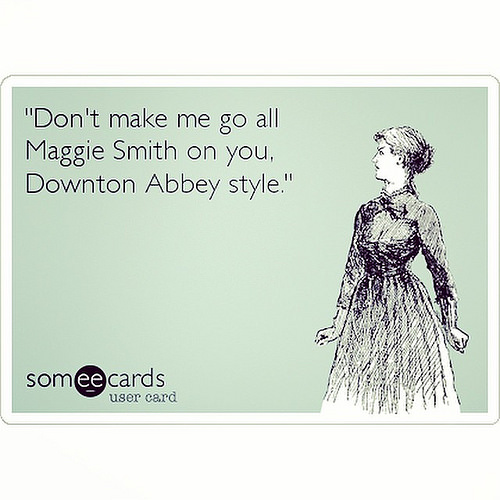 "Don't make me go all
Maggie Smith on you,
Downton Abbey style."
someecards
user card